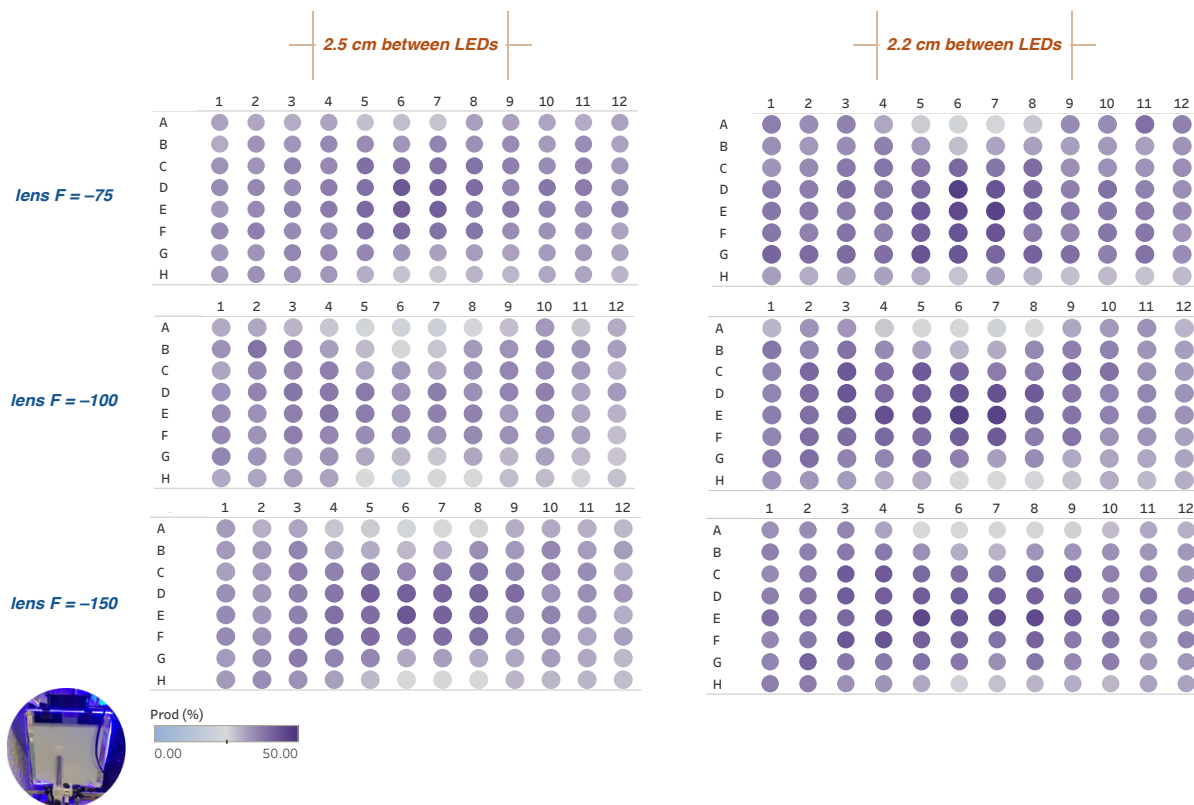 2.5 cm between LEDs
2.2 cm between LEDs
lens F = –75
1 2 3 4 5 6 7 8 9 10 11 12
A
B
C
D
E
F
G
H
1 2 3 4 5 6 7 8 9 10 11 12
A
B
C
D
E
F
G
H
lens F = –100
1 2 3 4 5 6 7 8 9 10 11 12
A
B
C
D
E
F
G
H
1 2 3 4 5 6 7 8 9 10 11 12
A
B
C
D
E
F
G
H
lens F = –150
1 2 3 4 5 6 7 8 9 10 11 12
A
B
C
D
E
F
G
H
1 2 3 4 5 6 7 8 9 10 11 12
A
B
C
D
E
F
G
H
Prod (%)
0.00 50.00